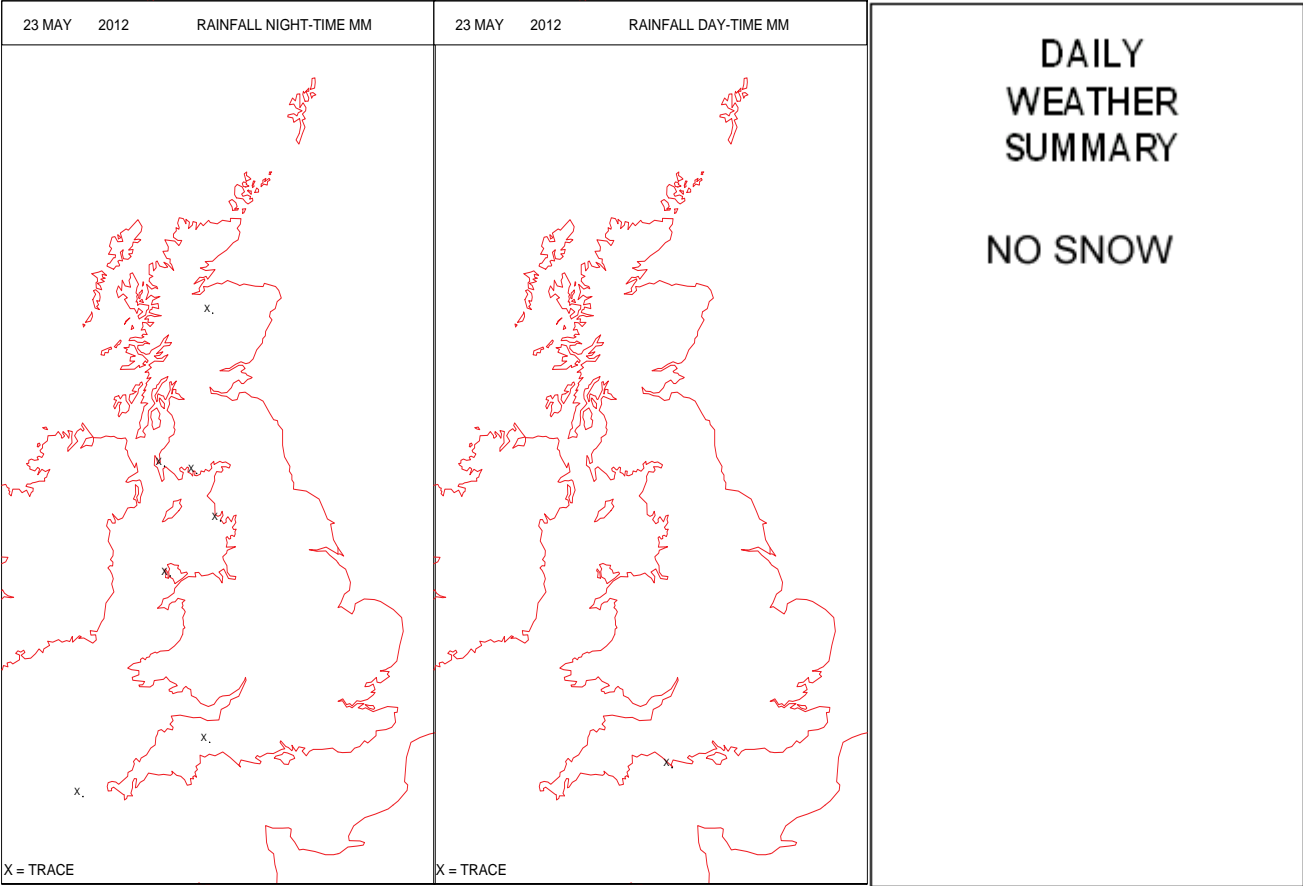 23 MAY 2012 RAINFALL NIGHT-TIME MM
X.
X.
X.
X.
X.
X.
X.
X = TRACE
23 MAY 2012 RAINFALL DAY-TIME MM
X.
X = TRACE
DAILY
WEATHER
SUMMARY
NO SNOW